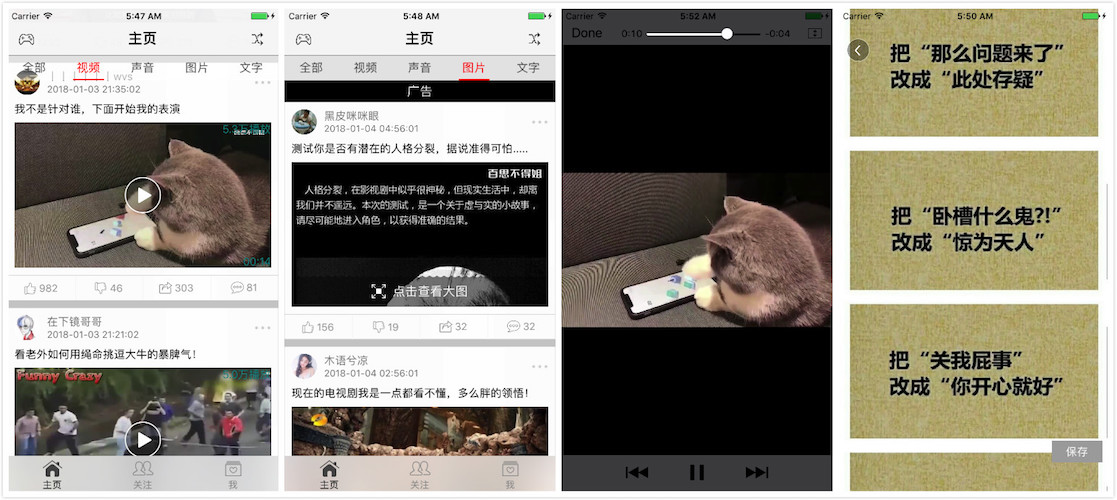 Carrier 5:47 AM
主页
全部 视频 声音 图片 文字
wvs
2018-01-03 21:35:02
我不是针对谁，下面开始我的表演
5.3万播放
00:14
982 46 303 81
在下镜哥哥
2018-01-03 21:21:02
看老外如何用绳命挑逗大牛的暴脾气！
Funny Crazy
主页 关注 我
Carrier 5:48 AM
主页
全部 视频 声音 图片 文字
广告
黑皮咪咪眼
2018-01-04 04:56:01
测试你是否有潜在的人格分裂，据说准得可怕.....
百思不得姐
人格分裂，在影视剧中似乎很神秘，但现实生活中，却离
我们并不遥远。本次的测试，是一个关于虚与实的小故事，
请尽可能地进入角色，以获得准确的结果。
点击查看大图
156 19 32 32
木语兮凉
2018-01-04 02:56:01
现在的电视剧我是一点都看不懂，多么胖的领悟！
主页 关注 我
Carrier 5:52 AM
Done 0:10 -0:04
Carrier 5:50 AM
把“那么问题来了”
改成“此处存疑”
把“卧槽什么鬼?!”
改成“惊为天人”
把“关我屁事”
改成“你开心就好”
保存